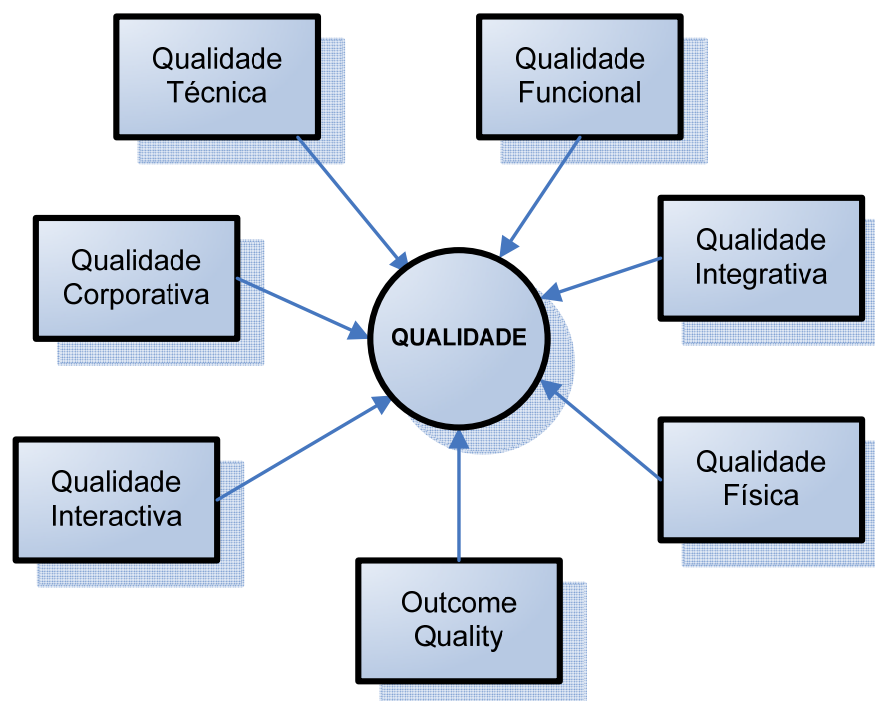 Qualidade
Técnica
Qualidade
Funcional
Qualidade
Corporativa
Qualidade
Integrativa
QUALIDADE
Qualidade
Interactiva
Qualidade
Física
Outcome
Quality